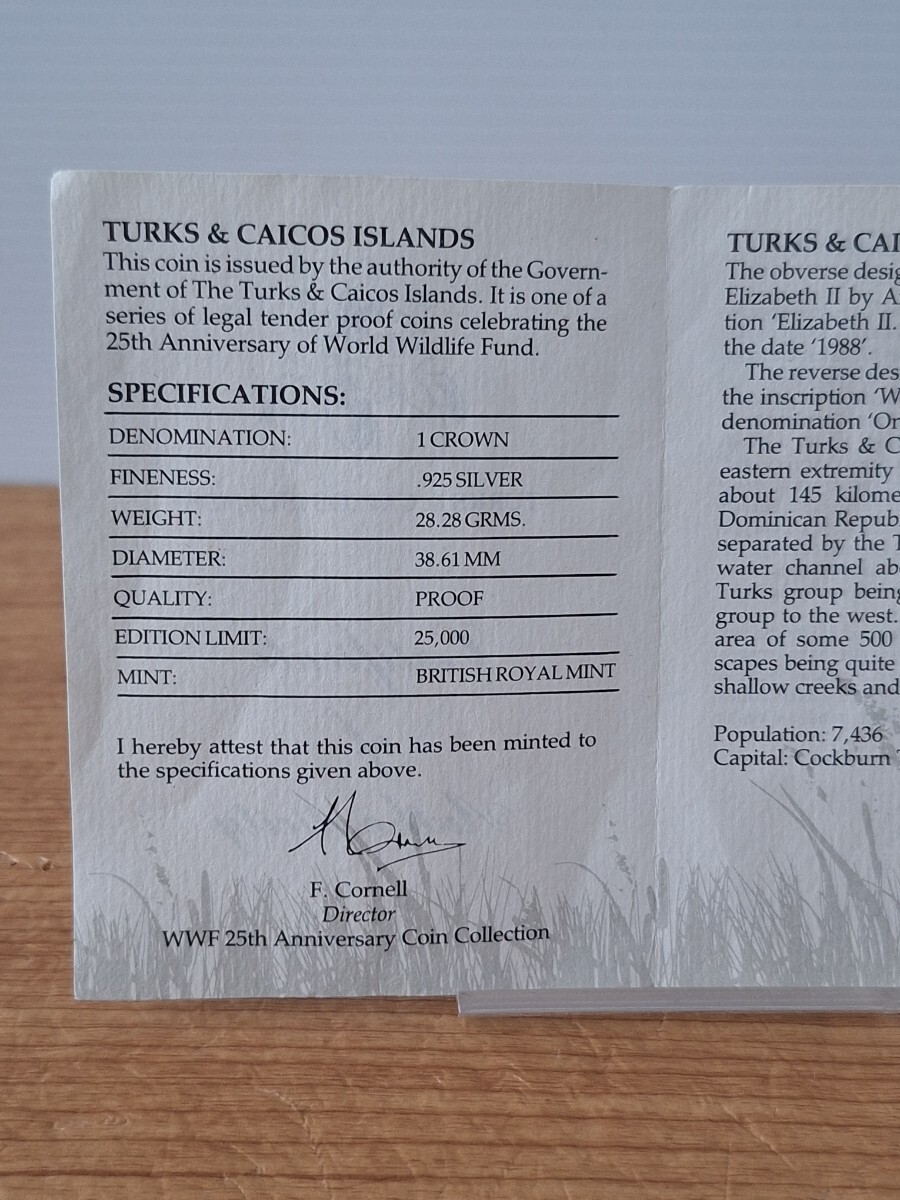 TURKS & CAICOS ISLANDS
This coin is issued by the authority of the Govern-
ment of The Turks & Caicos Islands. It is one of a
series of legal tender proof coins celebrating the
25th Anniversary of World Wildlife Fund.
SPECIFICATIONS:
DENOMINATION: 1 CROWN
FINENESS: .925 SILVER
WEIGHT: 28.28 GRMS.
DIAMETER: 38.61 MM
QUALITY: PROOF
EDITION LIMIT: 25,000
MINT: BRITISH ROYAL MINT
I hereby attest that this coin has been minted to
the specifications given above.
F. Cornell
Director
WWF 25th Anniversary Coin Collection
TURKS & CAI
The obverse desig
Elizabeth II by A
tion 'Elizabeth II.
the date '1988'.
The reverse des
the inscription 'W
denomination 'On
The Turks & C
eastern extremity
about 145 kilome
Dominican Repub
separated by the T
water channel ab
Turks group being
group to the west.
area of some 500
scapes being quite
shallow creeks and
Population: 7,436
Capital: Cockburn